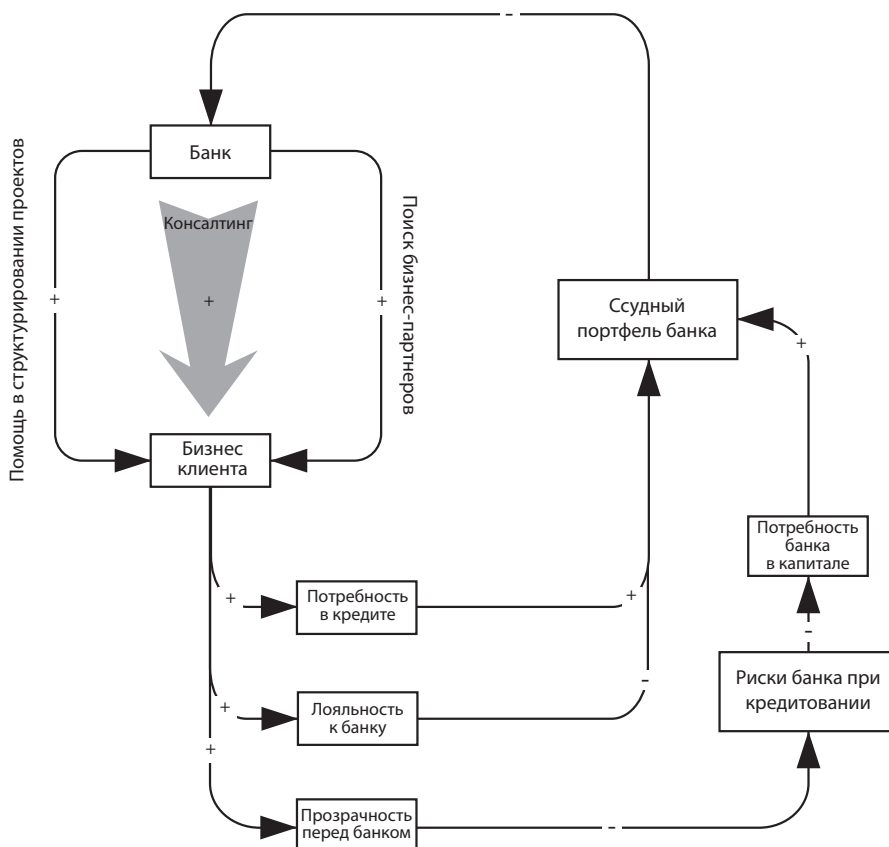 -
Банк
Помощь в структурировании проектов
Консалтинг
Поиск бизнес-партнеров
+
+
+
Ссудный
портфель банка
+
Бизнес
клиента
Потребность
банка
в капитале
+
Потребность
в кредите
+
-
Риски банка при
кредитовании
-
+
Лояльность
к банку
+
Прозрачность
перед банком
-